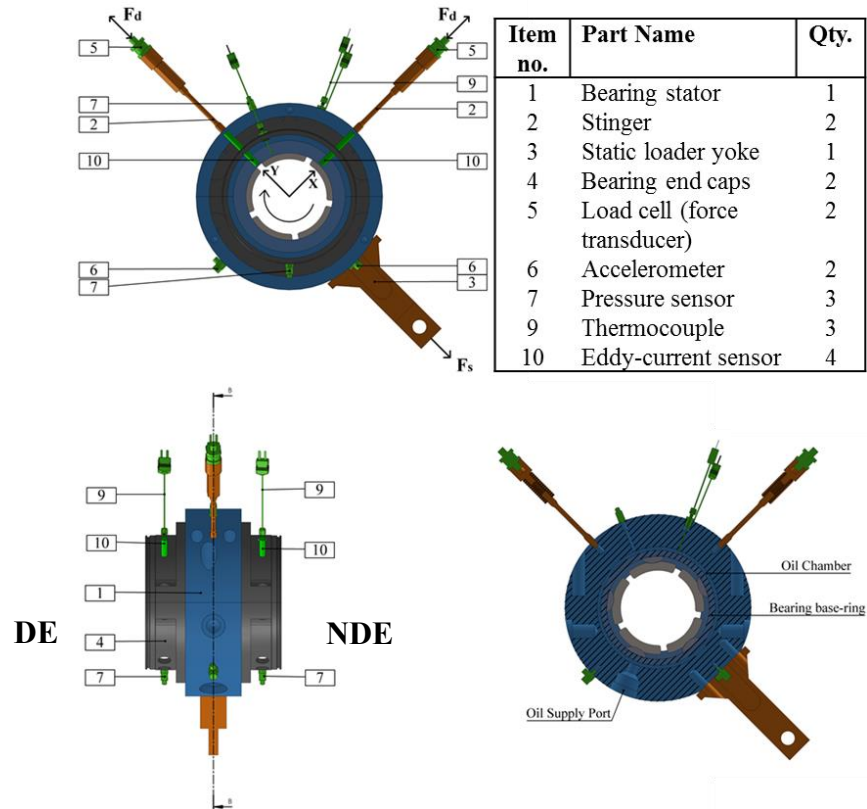 Fd
Fd
5
5
7
9
2
2
10
10
Y
X
6
6
7
3
Fs
Item no. Part Name Qty.
1 Bearing stator 1
2 Stinger 2
3 Static loader yoke 1
4 Bearing end caps 2
5 Load cell (force 2
transducer)
6 Accelerometer 2
7 Pressure sensor 3
9 Thermocouple 3
10 Eddy-current sensor 4
B
9
9
10
10
1
DE
NDE
4
7
7
B
Oil Chamber
Bearing base-ring
Oil Supply Port